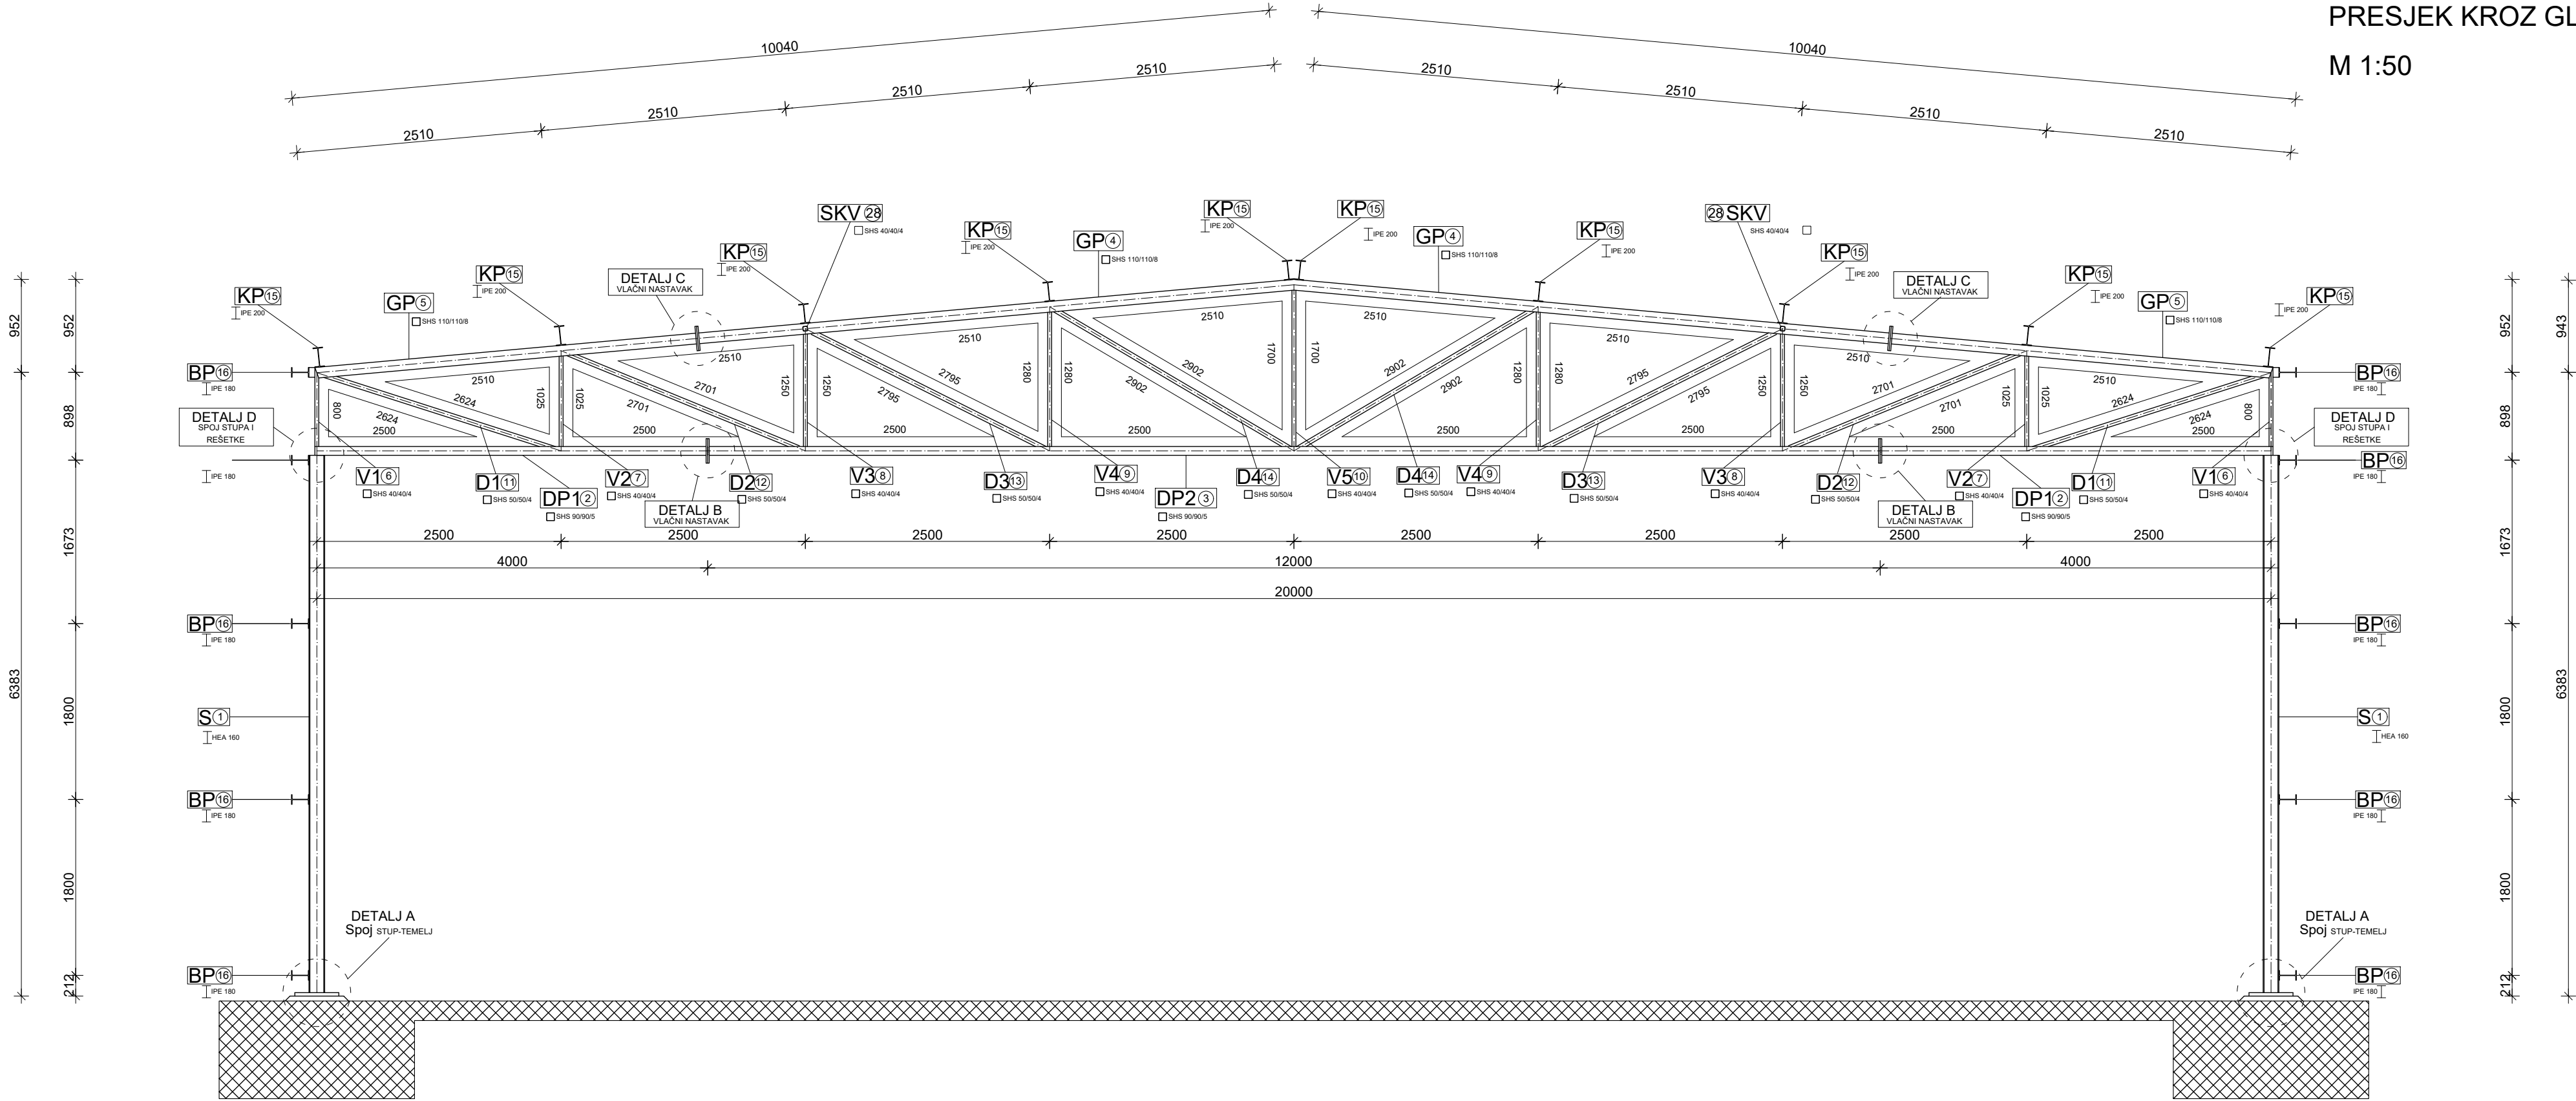 PRESJEK KROZ GL
M 1:50
10040
10040
2510
2510
2510
2510
2510
2510
2510
2510
SKV 28
SHS 40/40/4
28 SKV
SHS 40/40/4
KP 15
IPE 200
KP 15
IPE 200
KP 15
IPE 200
KP 15
IPE 200
KP 15
IPE 200
KP 15
IPE 200
KP 15
IPE 200
KP 15
IPE 200
KP 15
IPE 200
KP 15
IPE 200
GP 5
SHS 110/110/8
GP 4
SHS 110/110/8
GP 4
SHS 110/110/8
GP 5
SHS 110/110/8
DETALJ C
VLAČNI NASTAVAK
DETALJ C
VLAČNI NASTAVAK
952
6383
952
898
1673
1800
1800
212
BP 16
IPE 180
DETALJ D
SPOJ STUPA I
REŠETKE
IPE 180
800
2624
2500
2510
2624
1025
1025
2701
2500
2510
2701
1250
1250
2795
2500
2510
2795
1280
1280
2902
2500
2510
2902
1700
1700
2510
2902
2902
2500
1280
1280
2510
2795
2795
2500
1250
1250
2510
2701
2701
2500
1025
1025
2510
2624
2624
2500
800
V1 6
SHS 40/40/4
D1 11
SHS 50/50/4
DP1 2
SHS 90/90/5
V2 7
SHS 40/40/4
DETALJ B
VLAČNI NASTAVAK
D2 12
SHS 50/50/4
V3 8
SHS 40/40/4
D3 13
SHS 50/50/4
V4 9
SHS 40/40/4
DP2 3
SHS 90/90/5
D4 14
SHS 50/50/4
V5 10
SHS 40/40/4
D4 14
SHS 50/50/4
V4 9
SHS 40/40/4
D3 13
SHS 50/50/4
V3 8
SHS 40/40/4
D2 12
SHS 50/50/4
DETALJ B
VLAČNI NASTAVAK
V2 7
SHS 40/40/4
DP1 2
SHS 90/90/5
D1 11
SHS 50/50/4
V1 6
SHS 40/40/4
2500
2500
2500
2500
2500
2500
2500
2500
4000
12000
4000
20000
BP 16
IPE 180
S 1
HEA 160
BP 16
IPE 180
DETALJ A
Spoj STUP-TEMELJ
BP 16
IPE 180
BP 16
IPE 180
DETALJ D
SPOJ STUPA I
REŠETKE
BP 16
IPE 180
BP 16
IPE 180
S 1
HEA 160
BP 16
IPE 180
DETALJ A
Spoj STUP-TEMELJ
BP 16
IPE 180
952
898
1673
1800
1800
212
943
6383